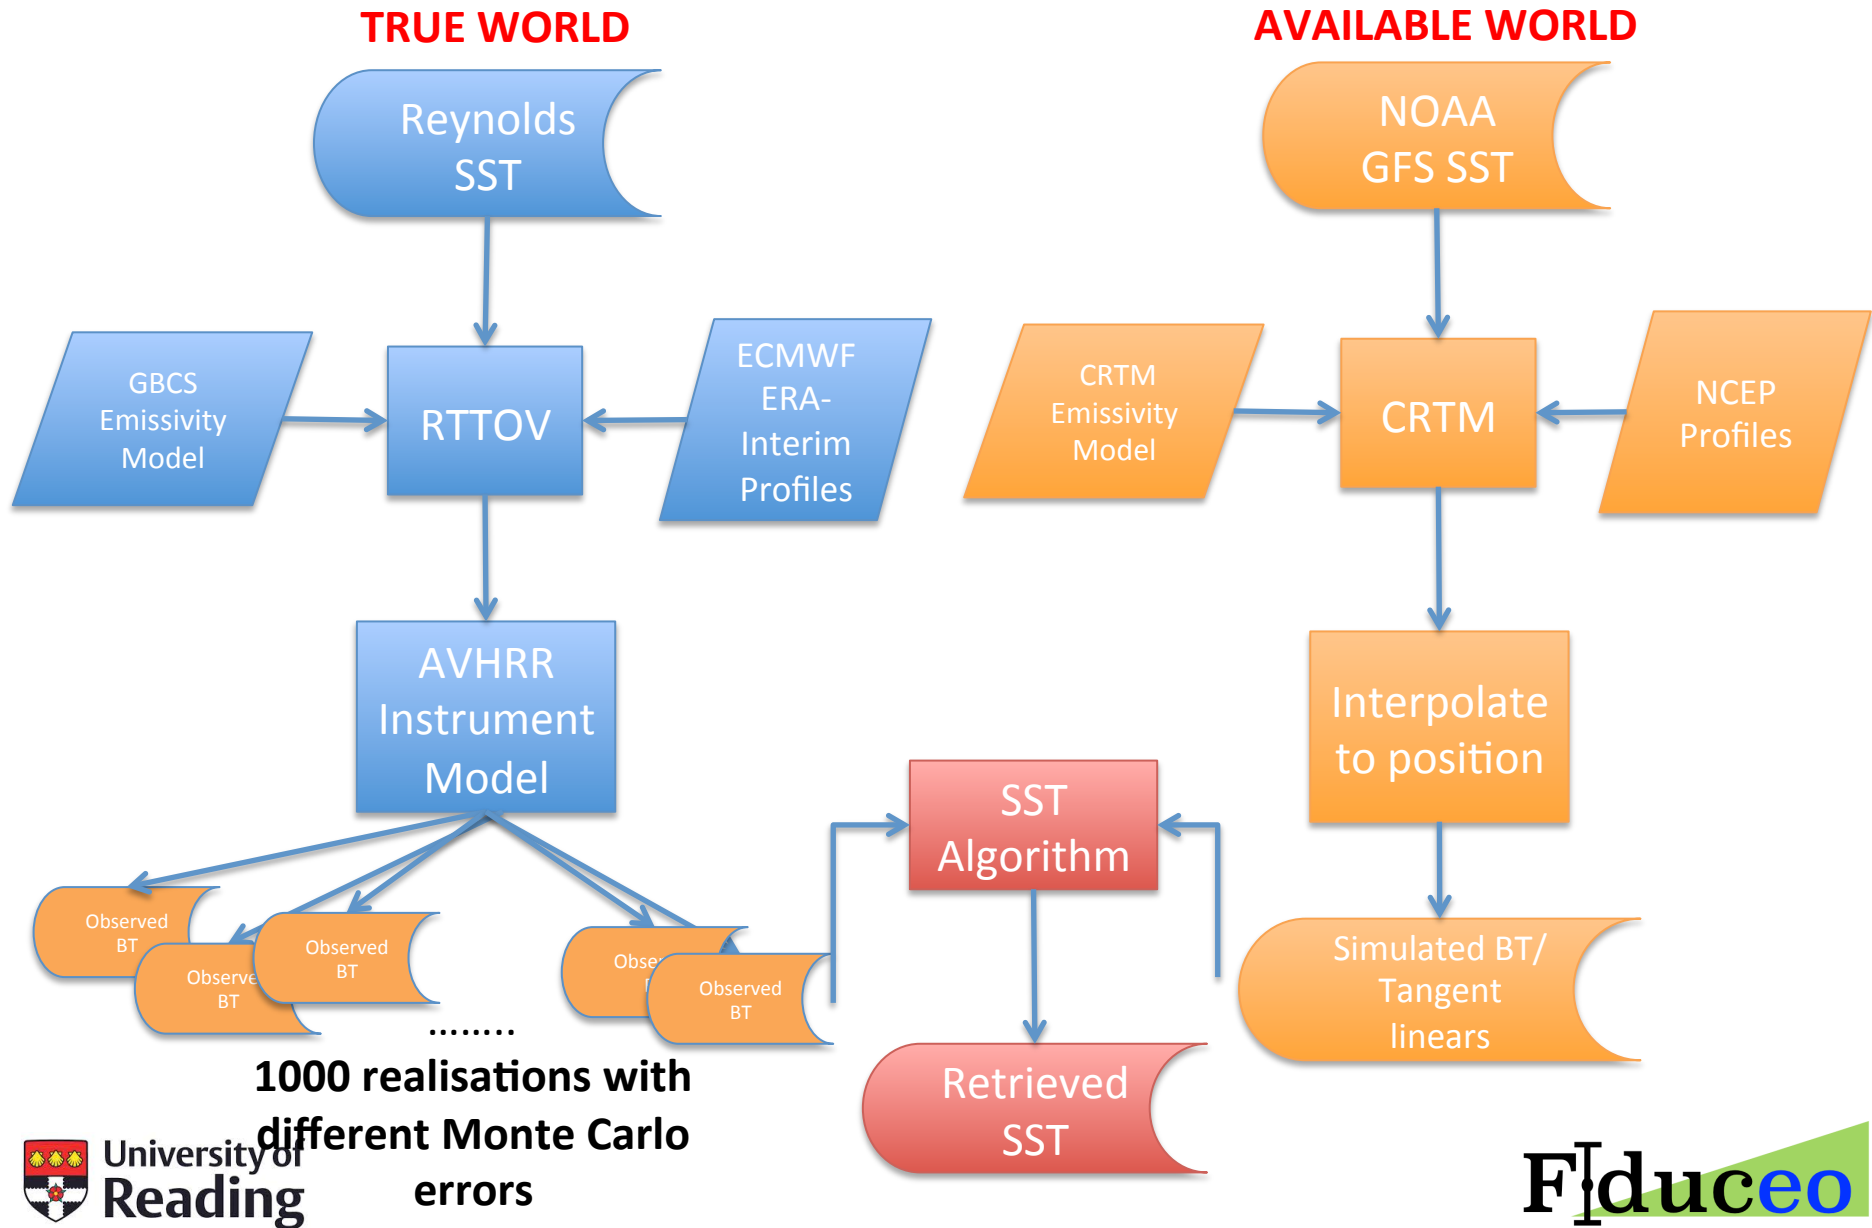 TRUE WORLD
AVAILABLE WORLD
Reynolds
SST
NOAA
GFS SST
GBCS
Emissivity
Model
RTTOV
ECMWF
ERA-
Interim
Profiles
CRTM
Emissivity
Model
CRTM
NCEP
Profiles
AVHRR
Instrument
Model
Interpolate
to position
SST
Algorithm
Observed
BT
Observed
BT
Observed
BT
Obse
Observed
BT
Simulated BT/
Tangent
linears
........
1000 realisations with
different Monte Carlo
errors
Retrieved
SST
University of
Reading
Fiduceo